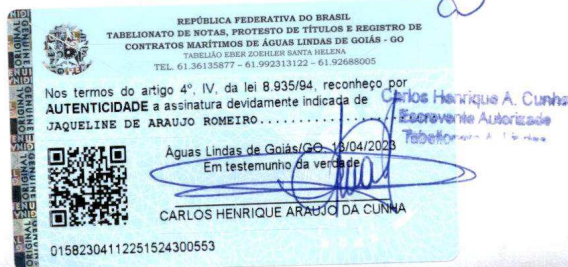 REPÚBLICA FEDERATIVA DO BRASIL
TABELIONATO DE NOTAS, PROTESTO DE TÍTULOS E REGISTRO DE
CONTRATOS MARÍTIMOS DE ÁGUAS LINDAS DE GOIÁS - GO
TABELIÃO EBER ZOEHLER SANTA HELENA
TEL. 61.36135877 – 61.992313122 – 61.92688005
Nos termos do artigo 4º, IV, da lei 8.935/94, reconheço por
AUTENTICIDADE a assinatura devidamente indicada de
JAQUELINE DE ARAUJO ROMEIRO..................
Carlos Henrique A. Cunha
Escrevente Autorizado
Águas Lindas de Goiás/GO, 13/04/2023
Em testemunho da verdade
CARLOS HENRIQUE ARAUJO DA CUNHA
01582304112251524300553
ORIGINAL
GENUINE